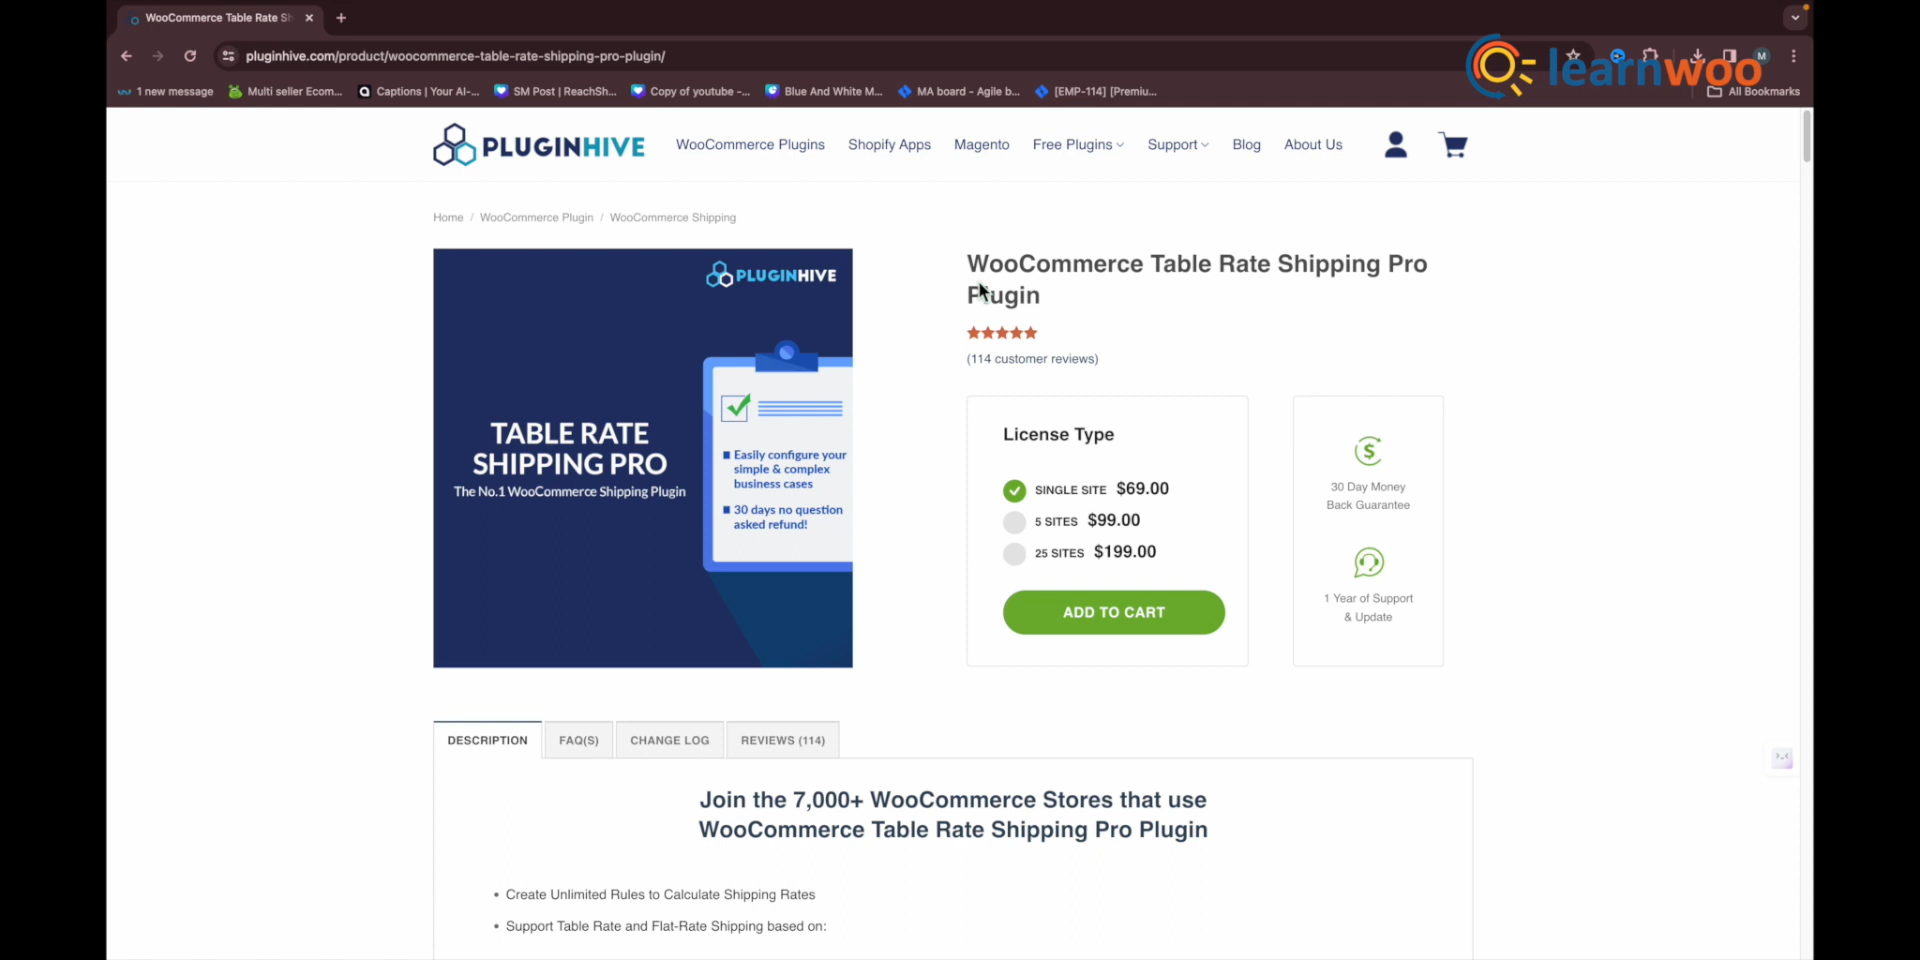 WooCommerce Table Rate Sh
pluginhive.com/product/woocommerce-table-rate-shipping-pro-plugin/
M
learnwoo
1 new message
Multi seller Ecom...
Captions | Your AI-...
SM Post | ReachSh...
Copy of youtube -...
Blue And White M...
MA board - Agile b...
[EMP-114] [Premiu...
All Bookmarks
PLUGINHIVE
WooCommerce Plugins
Shopify Apps
Magento
Free Plugins
Support
Blog
About Us
Home / WooCommerce Plugin / WooCommerce Shipping
PLUGINHIVE
TABLE RATE
SHIPPING PRO
The No.1 WooCommerce Shipping Plugin
Easily configure your
simple & complex
business cases
30 days no question
asked refund!
WooCommerce Table Rate Shipping Pro
Plugin
(114 customer reviews)
License Type
SINGLE SITE $69.00
5 SITES $99.00
25 SITES $199.00
ADD TO CART
$
30 Day Money
Back Guarantee
1 Year of Support
& Update
DESCRIPTION
FAQ(S)
CHANGE LOG
REVIEWS (114)
Join the 7,000+ WooCommerce Stores that use
WooCommerce Table Rate Shipping Pro Plugin
• Create Unlimited Rules to Calculate Shipping Rates
• Support Table Rate and Flat-Rate Shipping based on: